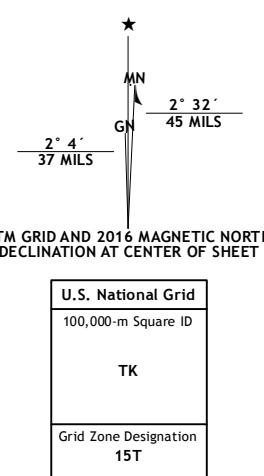 ★
MN
GN
2° 32´
45 MILS
2° 4´
37 MILS
TM GRID AND 2016 MAGNETIC NORTH
DECLINATION AT CENTER OF SHEET
U.S. National Grid
100,000-m Square ID
TK
Grid Zone Designation
15T